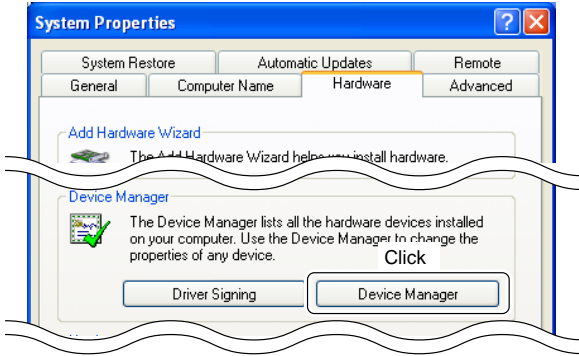 System Properties
System Restore Automatic Updates Remote
General Computer Name Hardware Advanced
Add Hardware Wizard
The Add Hardware Wizard helps you install hardware.
Device Manager
The Device Manager lists all the hardware devices installed
on your computer. Use the Device Manager to change the
properties of any device.
Click
Driver Signing Device Manager